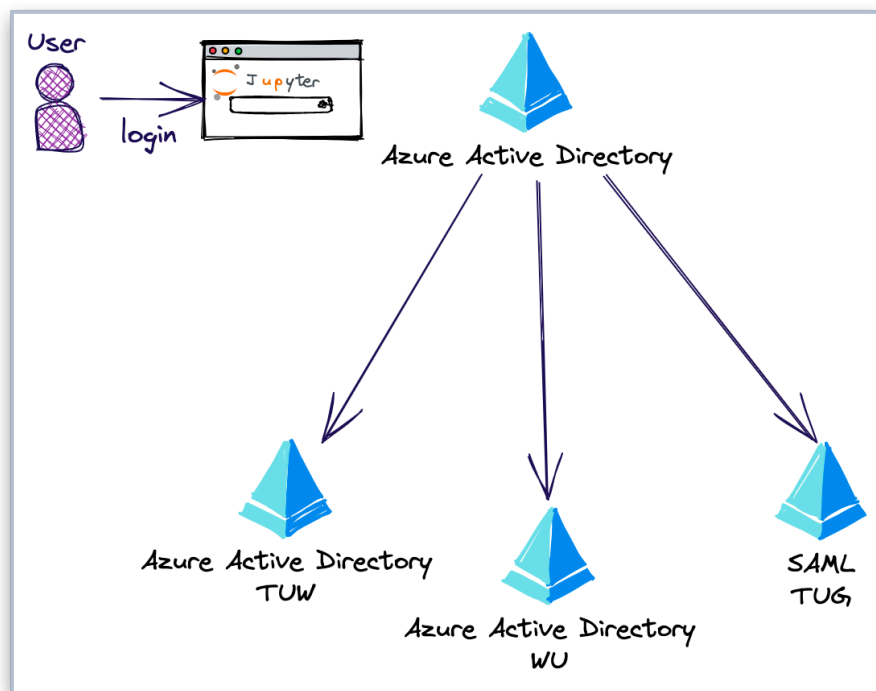 User
Jupyter
login
Azure Active Directory
Azure Active Directory
TUW
Azure Active Directory
WU
SAML
TUG